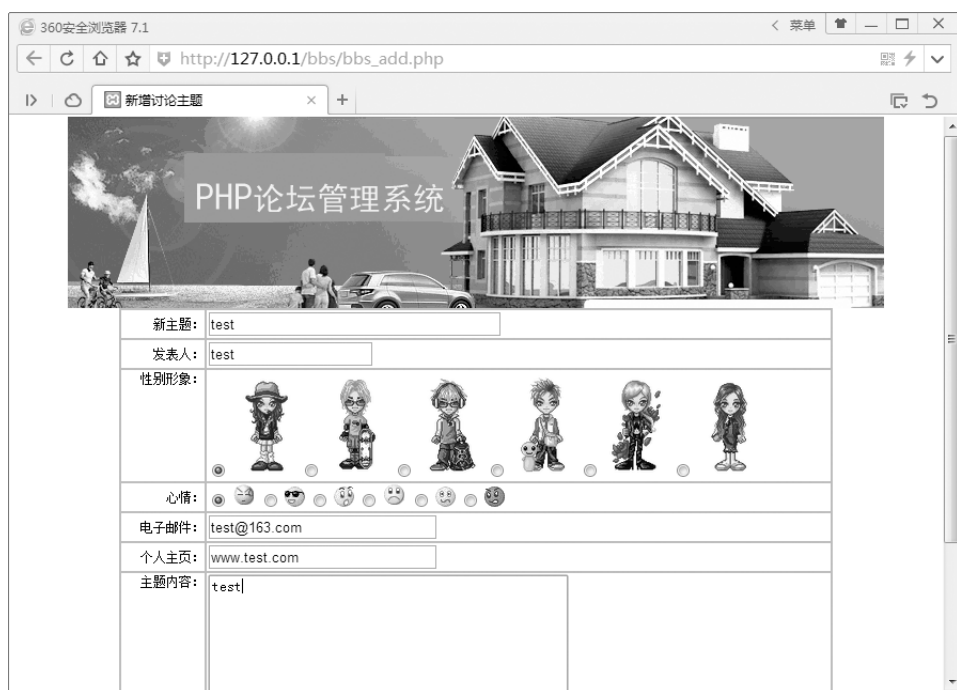 360安全浏览器 7.1
菜单
http://127.0.0.1/bbs/bbs_add.php
新增讨论主题
PHP论坛管理系统
新主题: test
发表人: test
性别形象:
心情:
电子邮件: test@163.com
个人主页: www.test.com
主题内容: test